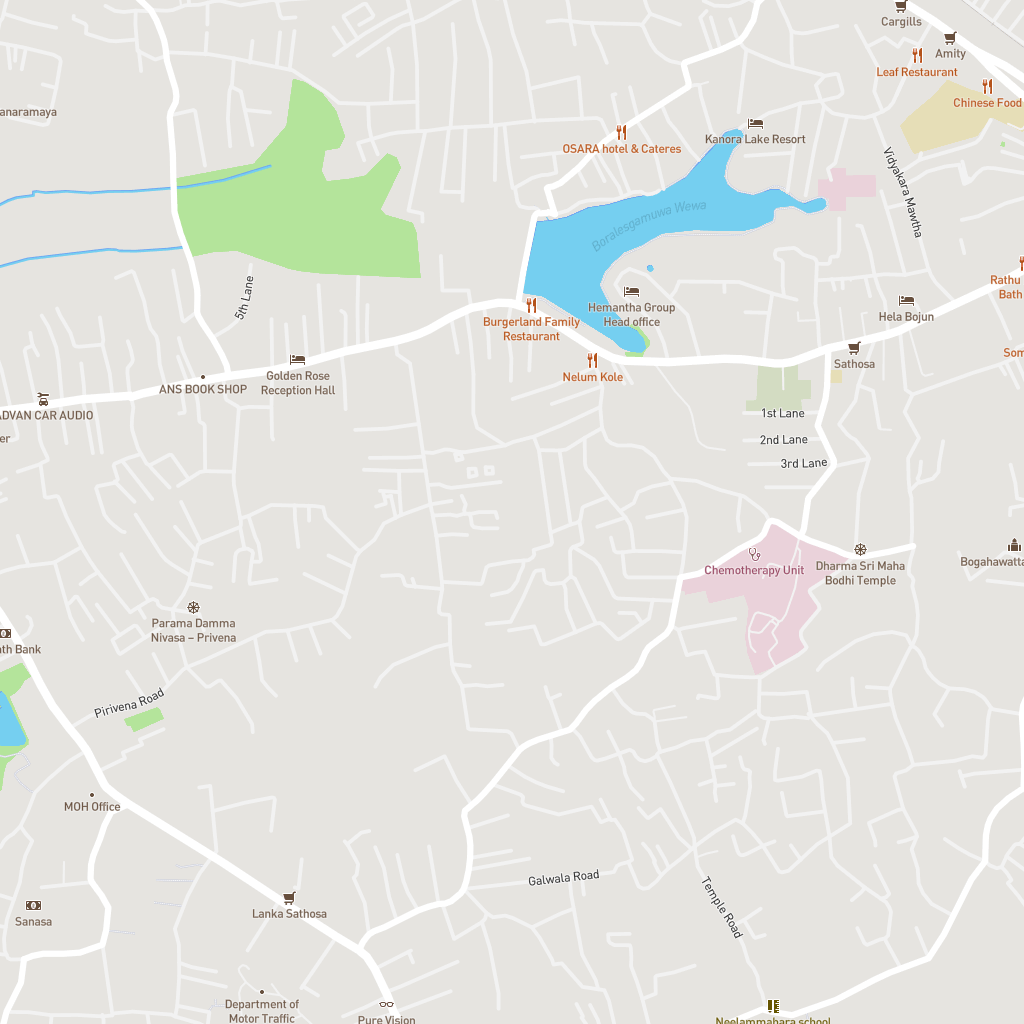 Cargills
Amity
Leaf Restaurant
Chinese Food
anaramaya
Kanora Lake Resort
OSARA hotel & Cateres
Vidyakara Mawtha
Boralesgamuwa Wewa
5th Lane
Rathu
Bath
Hemantha Group
Head office
Hela Bojun
Burgerland Family
Restaurant
Som
Sathosa
Nelum Kole
Golden Rose
Reception Hall
ANS BOOK SHOP
ADVAN CAR AUDIO
er
1st Lane
2nd Lane
3rd Lane
Chemotherapy Unit
Dharma Sri Maha
Bodhi Temple
Bogahawatta
Parama Damma
Nivasa – Privena
ath Bank
Pirivena Road
MOH Office
Galwala Road
Temple Road
Sanasa
Lanka Sathosa
Department of
Motor Traffic
Pure Vision
Neelammahara school